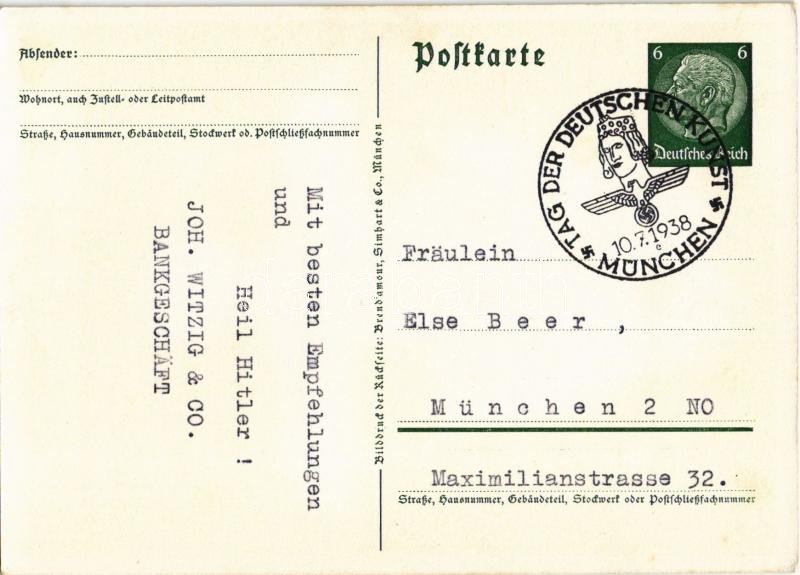 Absender:
Wohnort, auch Zustell- oder Leitpostamt
Straße, Hausnummer, Gebäudeteil, Stockwerk od. Postschließfachnummer
Mit besten Empfehlungen
und
Heil Hitler !
JOH. WITZIG & CO.
BANKGESCHÄFT
Bilddruck der Rückseite: Brend'amour, Simhart & Co., München
Postkarte
6 6
Deutsches Reich
TAG DER DEUTSCHEN KUNST
10.7.1938
c
MÜNCHEN
Fräulein
Else Beer ,
München 2 NO
Maximilianstrasse 32.
Straße, Hausnummer, Gebäudeteil, Stockwerk oder Postschließfachnummer